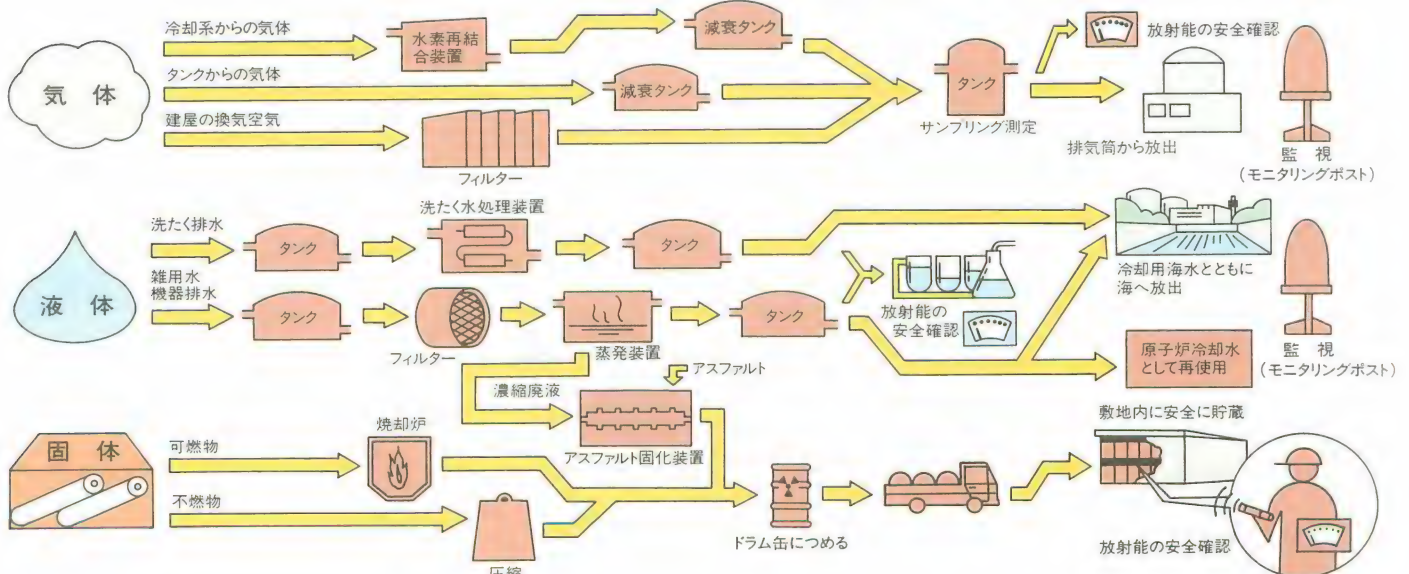 気体
冷却系からの気体
水素再結
合装置
減衰タンク
タンクからの気体
減衰タンク
建屋の換気空気
フィルター
タンク
サンプリング測定
放射能の安全確認
排気筒から放出
監視
(モニタリングポスト)
液体
洗たく排水
タンク
洗たく水処理装置
タンク
雑用水
機器排水
タンク
フィルター
蒸発装置
タンク
放射能の
安全確認
冷却用海水とともに
海へ放出
原子炉冷却水
として再使用
監視
(モニタリングポスト)
濃縮廃液
アスファルト
アスファルト固化装置
固体
可燃物
焼却炉
不燃物
圧縮
ドラム缶につめる
敷地内に安全に貯蔵
放射能の安全確認